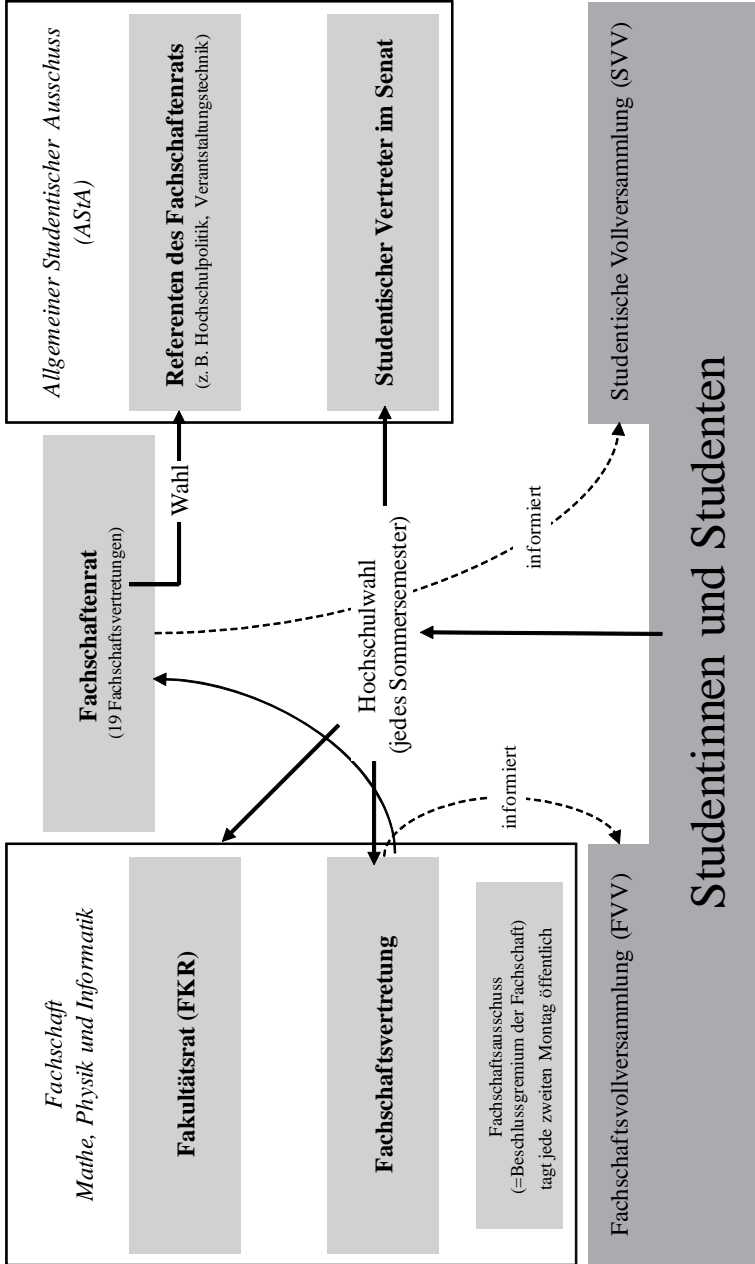 Fachschaft
Mathe, Physik und Informatik
Fakultätsrat (FKR)
Fachschaftsvertretung
Fachschaftsausschuss
(=Beschlussgremium der Fachschaft)
tagt jede zweiten Montag öffentlich
Fachschaftenrat
(19 Fachschaftsvertretungen)
Wahl
Hochschulwahl
(jedes Sommersemester)
informiert
informiert
Allgemeiner Studentischer Ausschuss
(AStA)
Referenten des Fachschaftenrats
(z. B. Hochschulpolitik, Verantstaltungstechnik)
Studentischer Vertreter im Senat
Fachschaftsvollversammlung (FVV)
Studentische Vollversammlung (SVV)
Studentinnen und Studenten